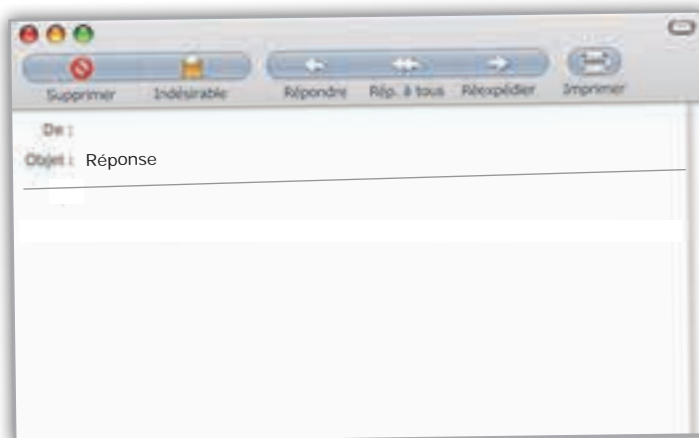 Supprimer Indésirable Répondre Rép. à tous Réexpédier Imprimer
De :
Objet : Réponse